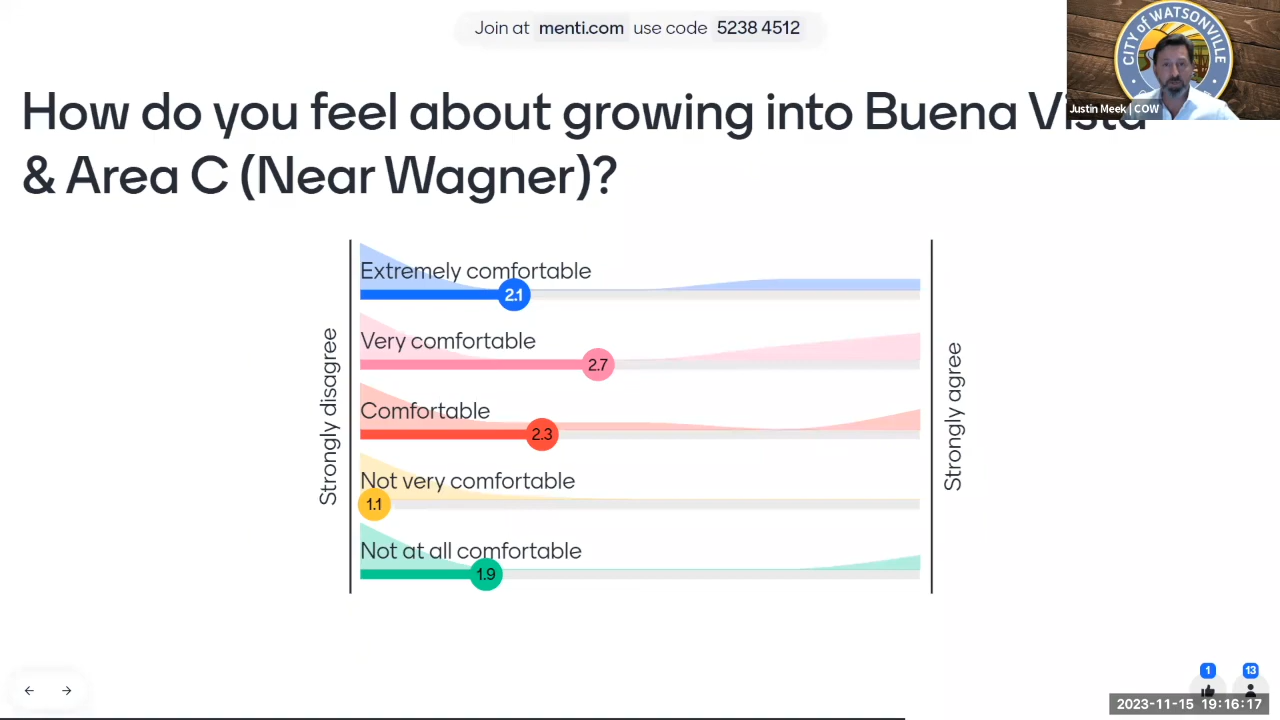 Join at menti.com use code 5238 4512
CITY of WATSONVILLE
Justin Meek | COW
How do you feel about growing into Buena Vista
& Area C (Near Wagner)?
Strongly disagree
Extremely comfortable
2.1
Very comfortable
2.7
Comfortable
2.3
Not very comfortable
1.1
Not at all comfortable
1.9
Strongly agree
1
13
2023-11-15 19:16:17